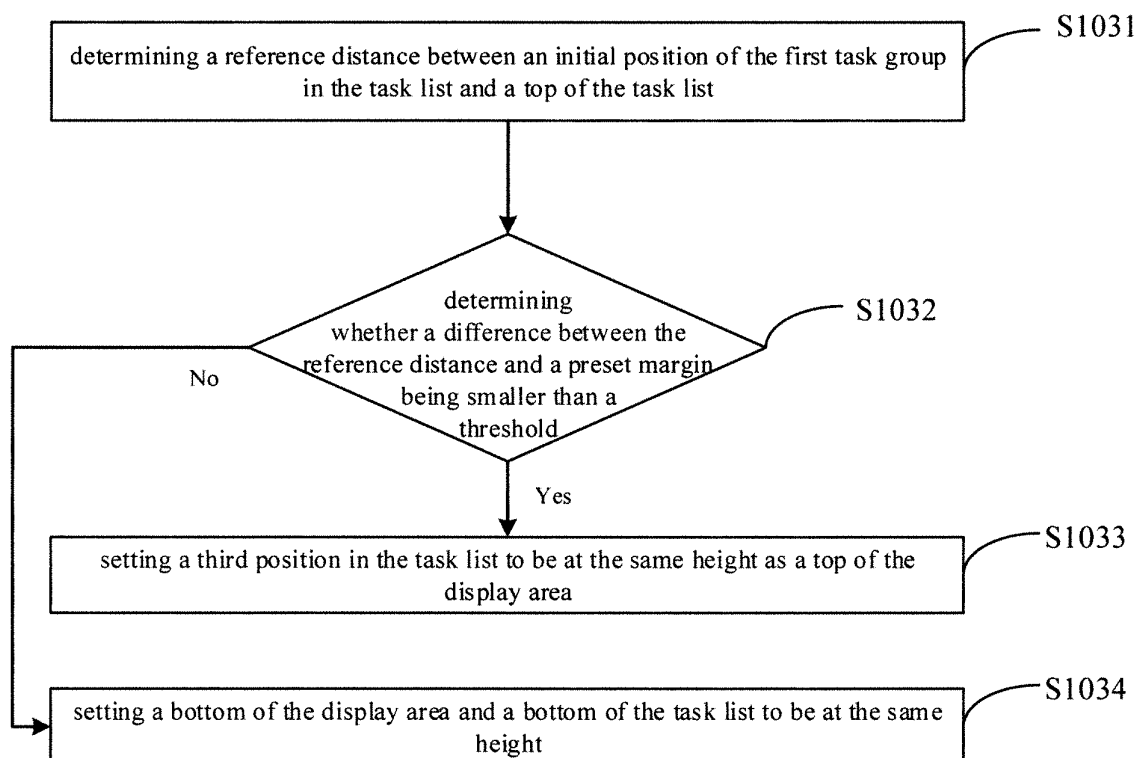 S1031
determining a reference distance between an initial position of the first task group
in the task list and a top of the task list
determining
whether a difference between the
reference distance and a preset margin
being smaller than a
threshold
S1032
No
Yes
S1033
setting a third position in the task list to be at the same height as a top of the
display area
S1034
setting a bottom of the display area and a bottom of the task list to be at the same
height